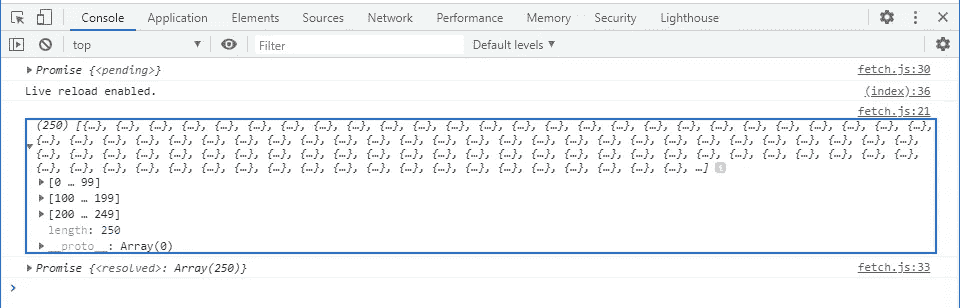 Console Application Elements Sources Network Performance Memory Security Lighthouse
top Filter Default levels
Promise {<pending>} fetch.js:30
Live reload enabled. (index):36
fetch.js:21
(250) [{…}, {…}, {…}, {…}, {…}, {…}, {…}, {…}, {…}, {…}, {…}, {…}, {…}, {…}, {…}, {…}, {…}, {…}, {…}, {…}, {…}, {…}, {…}, {…}, {…}, {…},
{…}, {…}, {…}, {…}, {…}, {…}, {…}, {…}, {…}, {…}, {…}, {…}, {…}, {…}, {…}, {…}, {…}, {…}, {…}, {…}, {…}, {…}, {…}, {…}, {…}, {…}, {…},
{…}, {…}, {…}, {…}, {…}, {…}, {…}, {…}, {…}, {…}, {…}, {…}, {…}, {…}, {…}, {…}, {…}, {…}, {…}, {…}, {…}, {…}, {…}, {…}, {…}, {…}, {…},
{…}, {…}, {…}, {…}, {…}, {…}, {…}, {…}, {…}, {…}, {…}, {…}, {…}, {…}, {…}, {…}, {…}, {…}, {…}, {…}, …] i
[0 … 99]
[100 … 199]
[200 … 249]
length: 250
__proto__: Array(0)
Promise {<resolved>: Array(250)} fetch.js:33